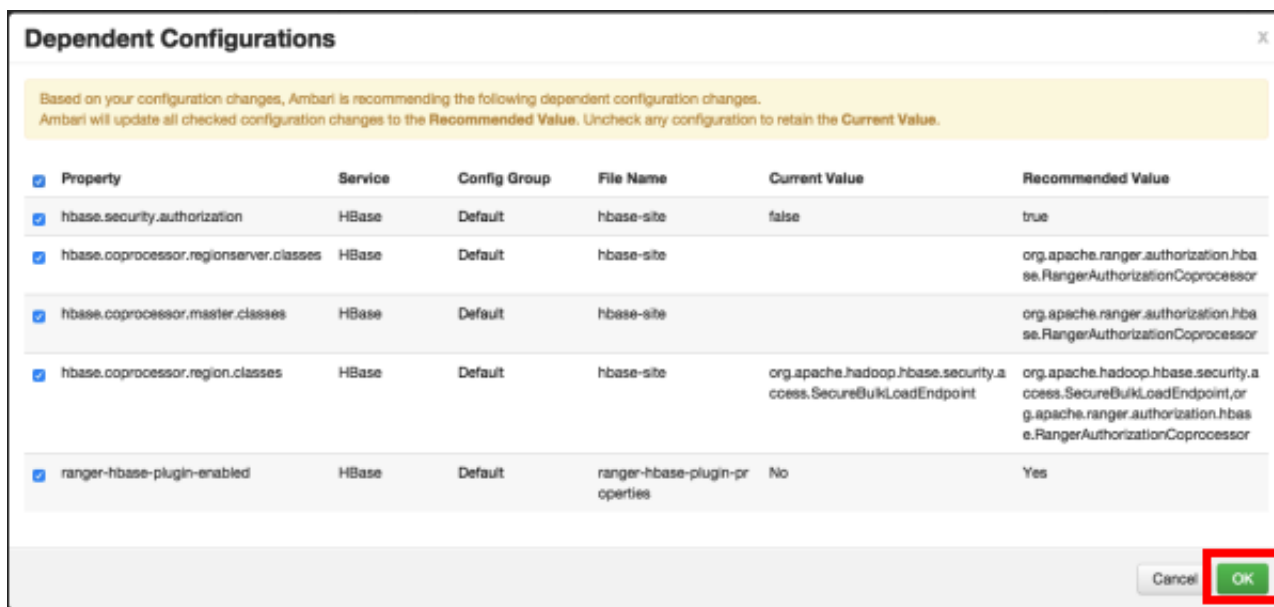 Dependent Configurations
X
Based on your configuration changes, Ambari is recommending the following dependent configuration changes.
Ambari will update all checked configuration changes to the Recommended Value. Uncheck any configuration to retain the Current Value.
Property Service Config Group File Name Current Value Recommended Value
hbase.security.authorization HBase Default hbase-site false true
hbase.coprocessor.regionserver.classes HBase Default hbase-site org.apache.ranger.authorization.hba
se.RangerAuthorizationCoprocessor
hbase.coprocessor.master.classes HBase Default hbase-site org.apache.ranger.authorization.hba
se.RangerAuthorizationCoprocessor
hbase.coprocessor.region.classes HBase Default hbase-site org.apache.hadoop.hbase.security.a org.apache.hadoop.hbase.security.a
ccess.SecureBulkLoadEndpoint ccess.SecureBulkLoadEndpoint,or
g.apache.ranger.authorization.hbas
e.RangerAuthorizationCoprocessor
ranger-hbase-plugin-enabled HBase Default ranger-hbase-plugin-pr No Yes
operties
Cancel OK